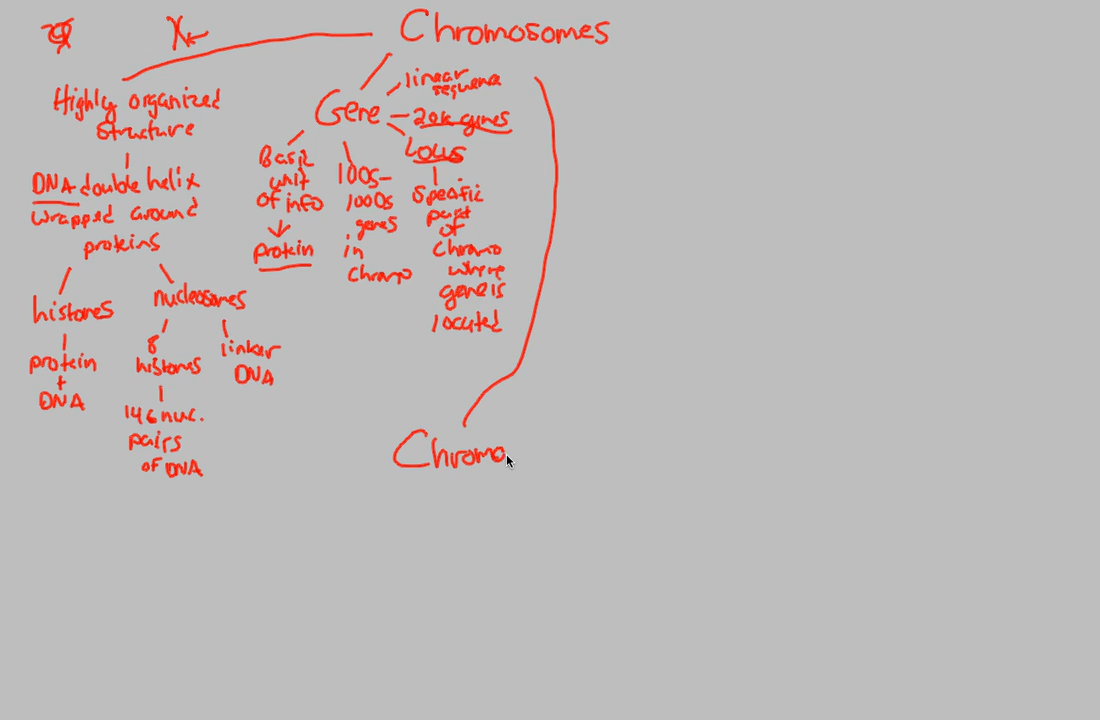 Chromosomes
Highly organized
structure
DNA double helix
wrapped around
proteins
histones
protein
+
DNA
nucleosomes
8
histones
146 nuc.
pairs
of DNA
linker
DNA
Gene
Basic
unit
of info
protein
100s-
1000s
genes
in
chromo
linear
sequence
20k genes
Locus
Specific
part
of
Chromo
where
gene is
located
Chromo